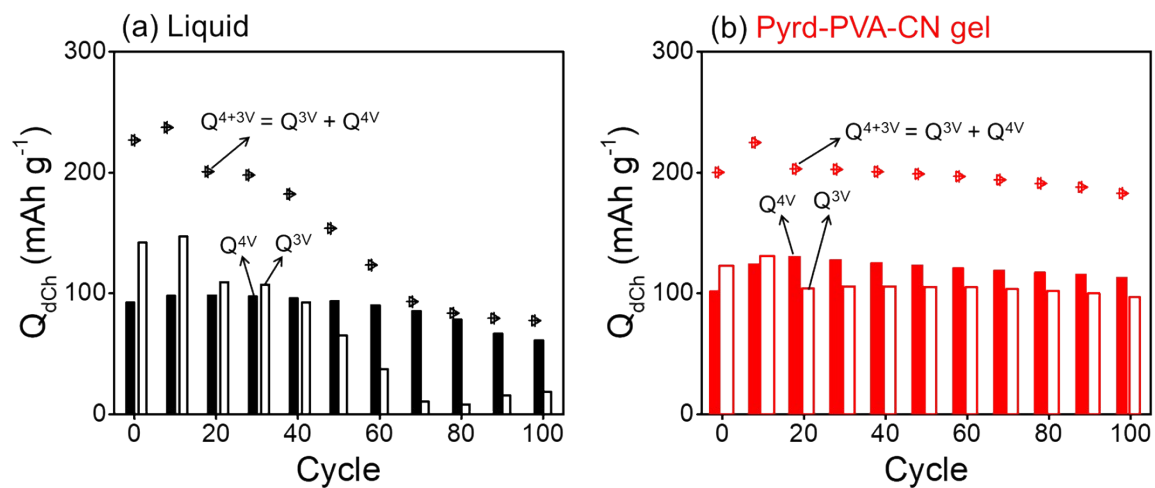 (a) Liquid
300
200
100
0
Q4+3V = Q3V + Q4V
Q4V
Q3V
0 20 40 60 80 100
Cycle
QdCh (mAh g-1)
(b) Pyrd-PVA-CN gel
300
200
100
0
Q4+3V = Q3V + Q4V
Q4V
Q3V
0 20 40 60 80 100
Cycle
QdCh (mAh g-1)